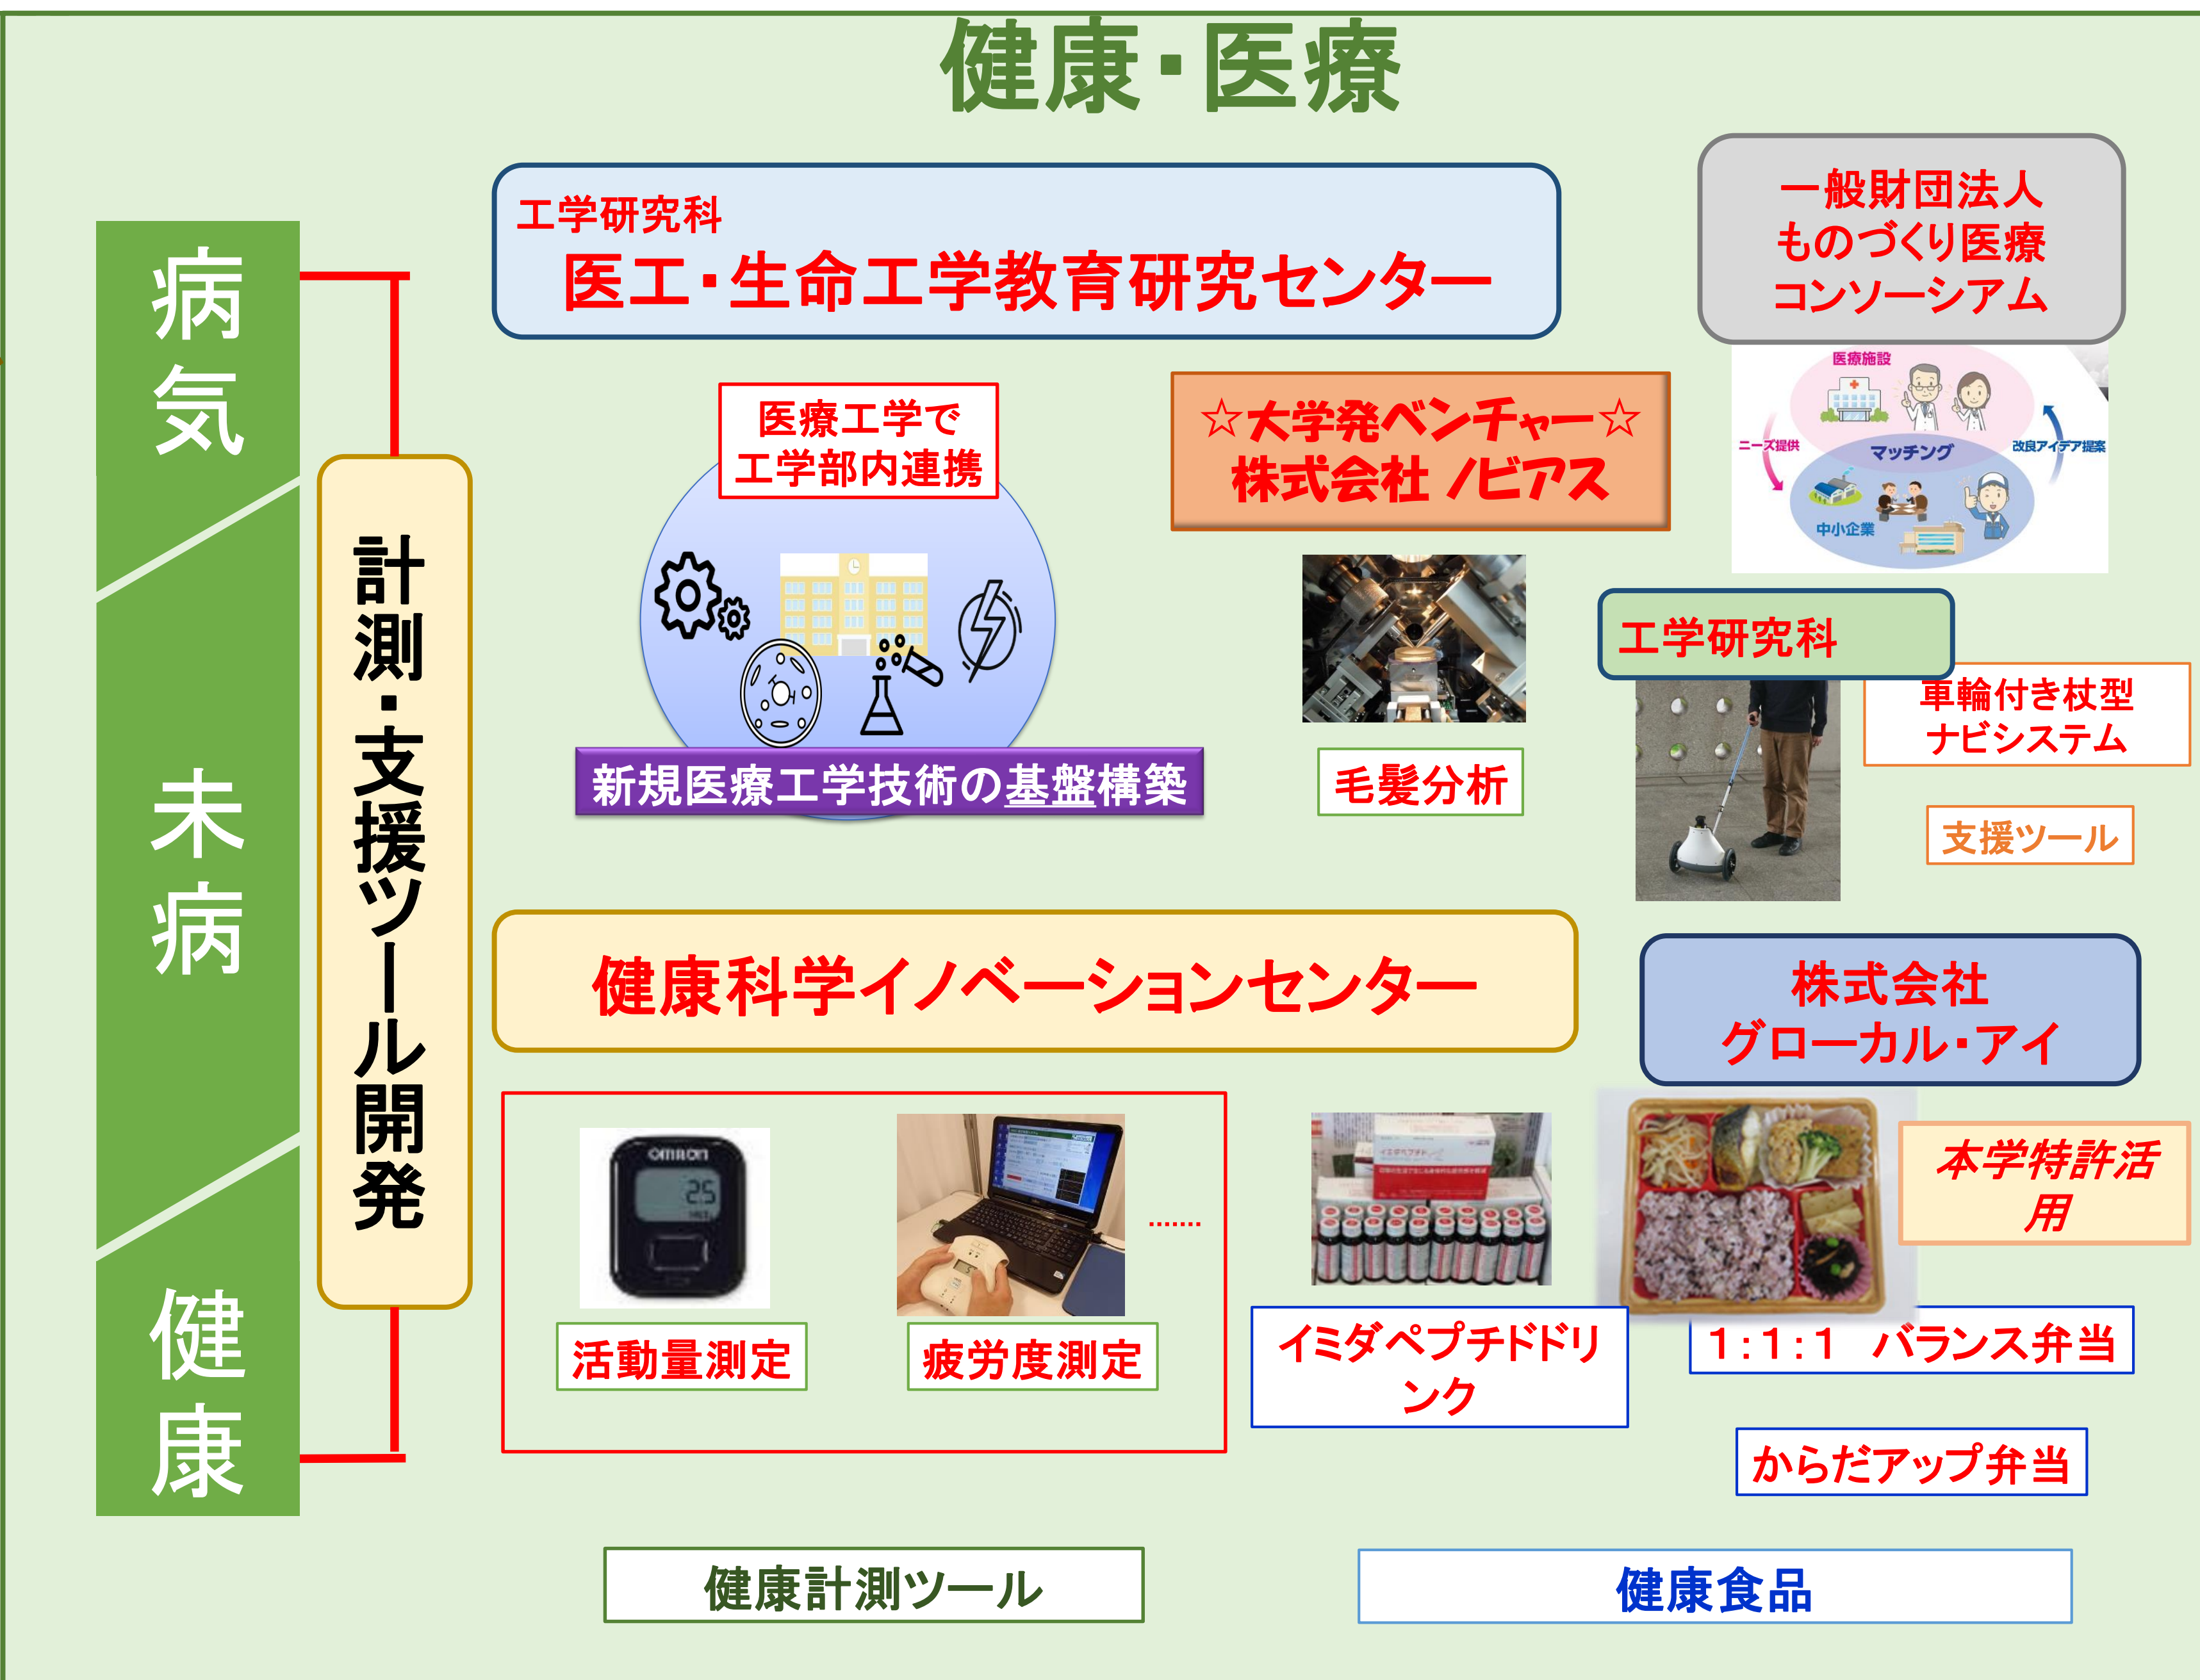 健康・医療
病気
未病
健康
計測・支援ツール開発
工学研究科
医工・生命工学教育研究センター
一般財団法人
ものづくり医療
コンソーシアム
医療施設
ニーズ提供
マッチング
改良アイデア提案
中小企業
医療工学で
工学部内連携
新規医療工学技術の基盤構築
☆大学発ベンチャー☆
株式会社 ノビアス
毛髪分析
工学研究科
車輪付き杖型
ナビシステム
支援ツール
健康科学イノベーションセンター
株式会社
グローカル・アイ
OMRON
25
活動量測定
疲労度測定
.......
イミダペプチド
イミダペプチドドリ
ンク
本学特許活
用
1:1:1 バランス弁当
からだアップ弁当
健康計測ツール
健康食品